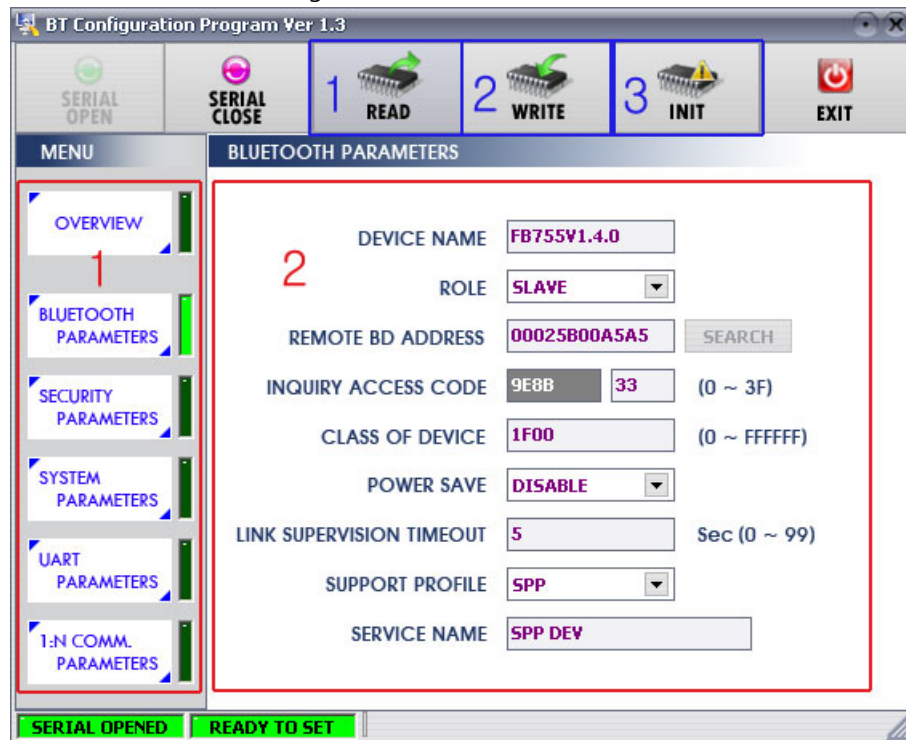 BT Configuration Program Ver 1.3
SERIAL OPEN
SERIAL CLOSE
1 READ
2 WRITE
3 INIT
EXIT
MENU
BLUETOOTH PARAMETERS
OVERVIEW
1
BLUETOOTH PARAMETERS
SECURITY PARAMETERS
SYSTEM PARAMETERS
UART PARAMETERS
1:N COMM. PARAMETERS
2
DEVICE NAME FB755V1.4.0
ROLE SLAVE
REMOTE BD ADDRESS 00025B00A5A5 SEARCH
INQUIRY ACCESS CODE 9E8B 33 (0 ~ 3F)
CLASS OF DEVICE 1F00 (0 ~ FFFFFF)
POWER SAVE DISABLE
LINK SUPERVISION TIMEOUT 5 Sec (0 ~ 99)
SUPPORT PROFILE SPP
SERVICE NAME SPP DEV
SERIAL OPENED READY TO SET